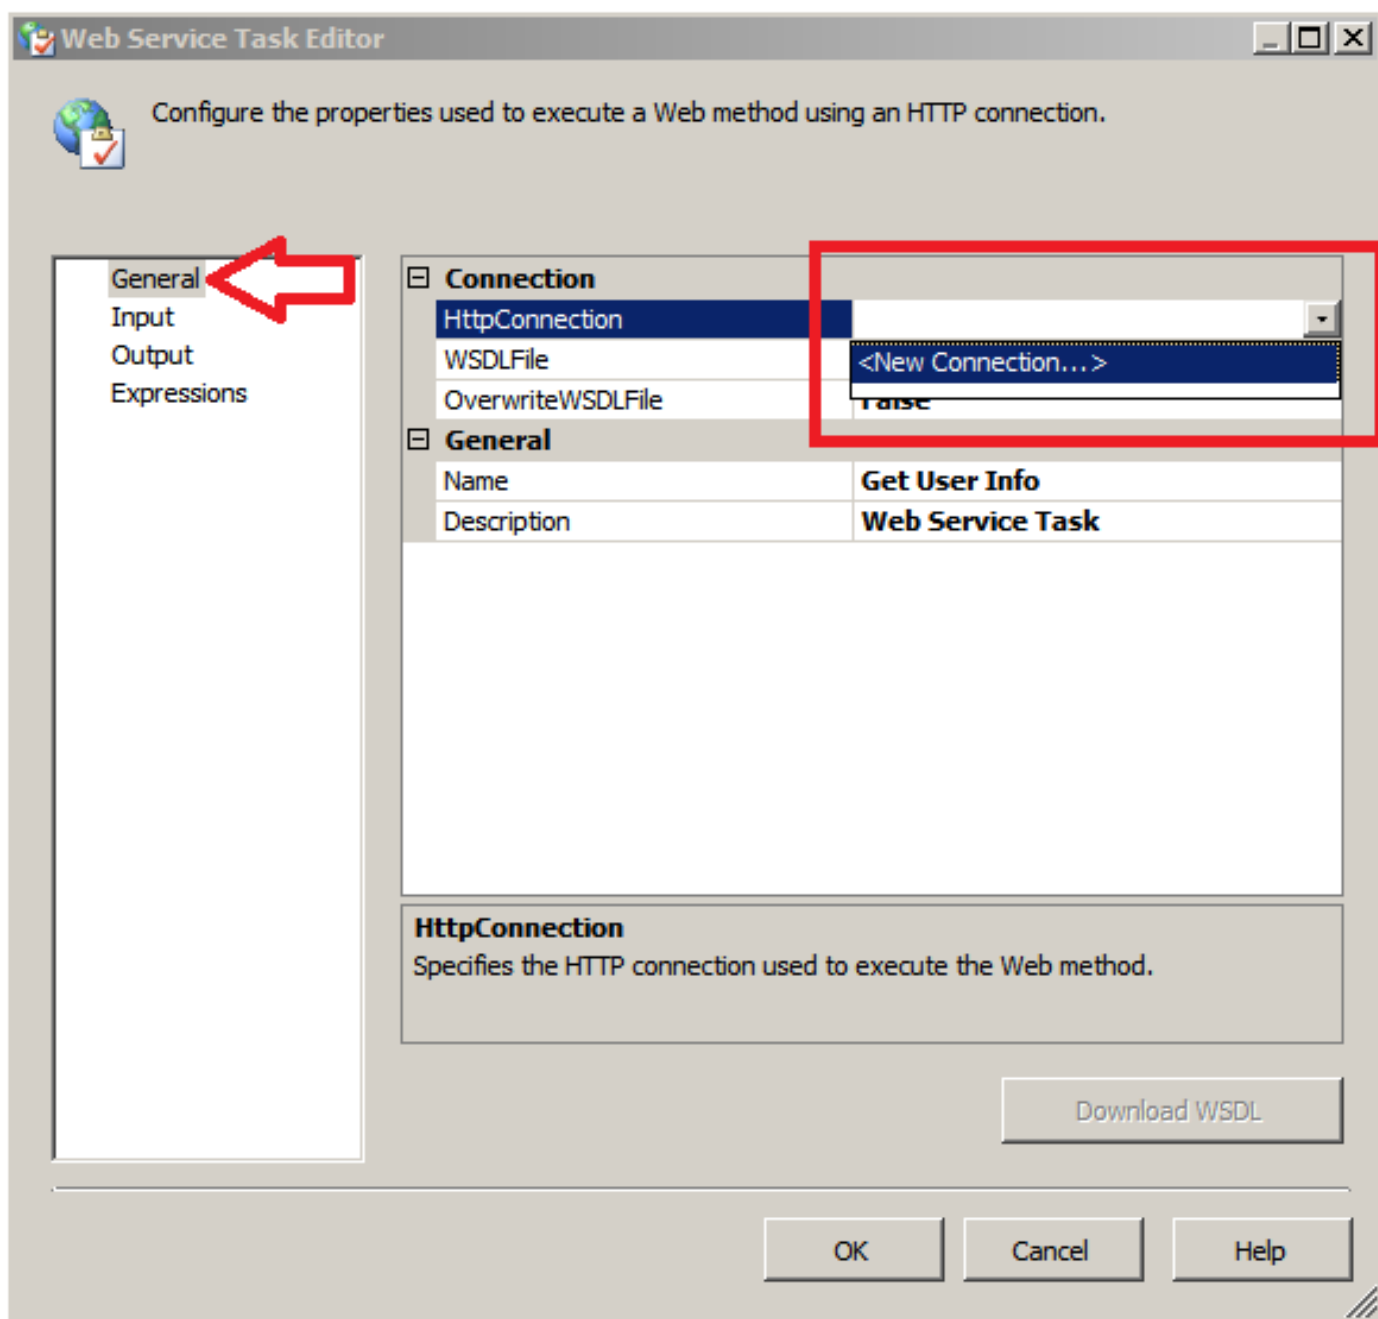 Web Service Task Editor
Configure the properties used to execute a Web method using an HTTP connection.
General
Input
Output
Expressions
Connection
HttpConnection
WSDLFile
<New Connection...>
OverwriteWSDLFile False
General
Name Get User Info
Description Web Service Task
HttpConnection
Specifies the HTTP connection used to execute the Web method.
Download WSDL
OK Cancel Help